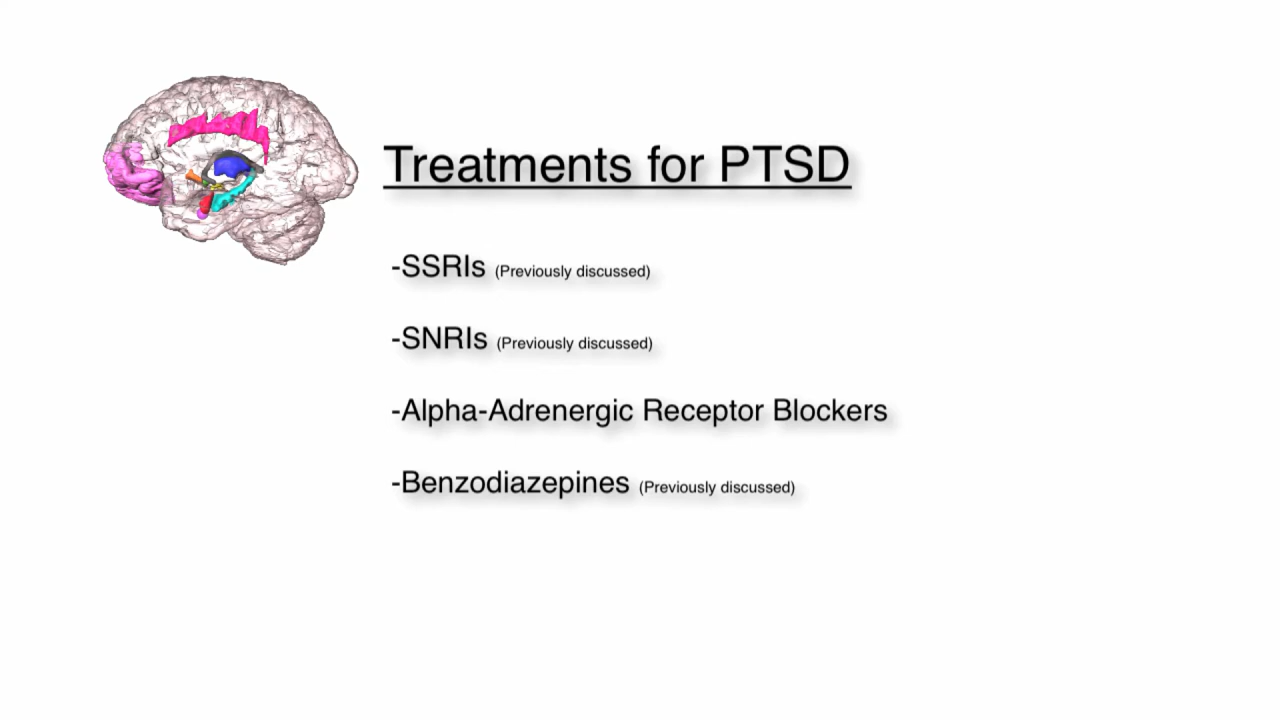 Treatments for PTSD
-SSRIs (Previously discussed)
-SNRIs (Previously discussed)
-Alpha-Adrenergic Receptor Blockers
-Benzodiazepines (Previously discussed)